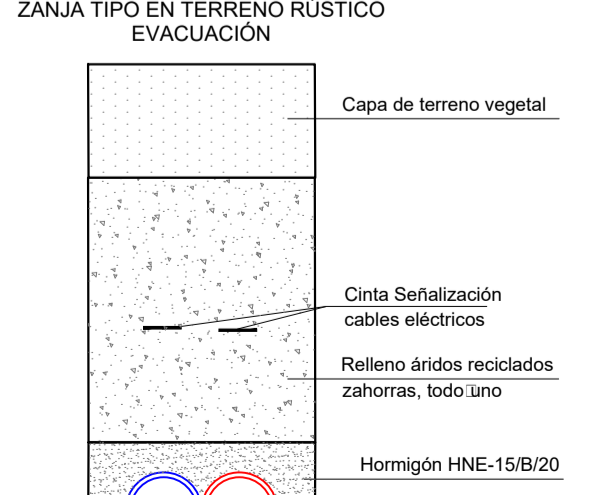 ZANJA TIPO EN TERRENO RÚSTICO
EVACUACIÓN
Capa de terreno vegetal
Cinta Señalización
cables eléctricos
Relleno áridos reciclados
zahorras, todo□uno
Hormigón HNE-15/B/20